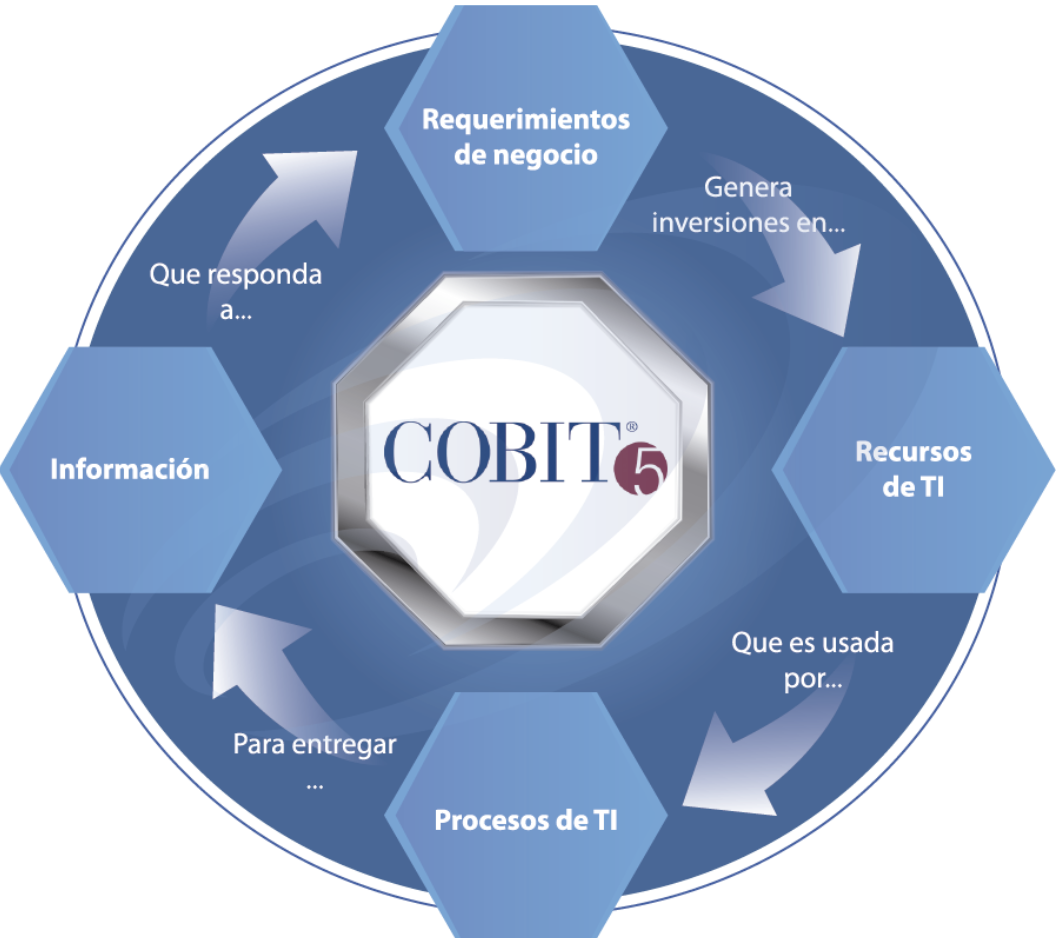 Requerimientos
de negocio
Genera
inversiones en...
Recursos
de TI
Que es usada
por...
Procesos de TI
Para entregar
...
Información
Que responda
a...
COBIT® 5